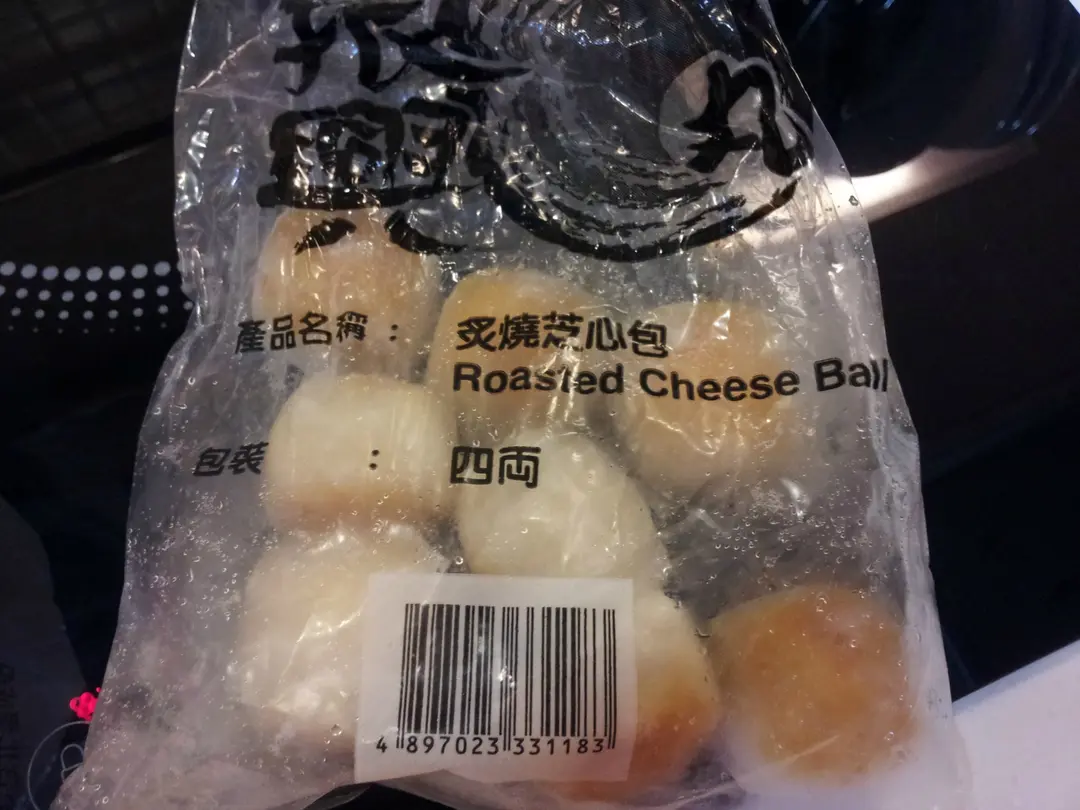 丸
產品名稱：
炙燒芝心包
Roasted Cheese Ball
包裝：
四両
4 897023 331183